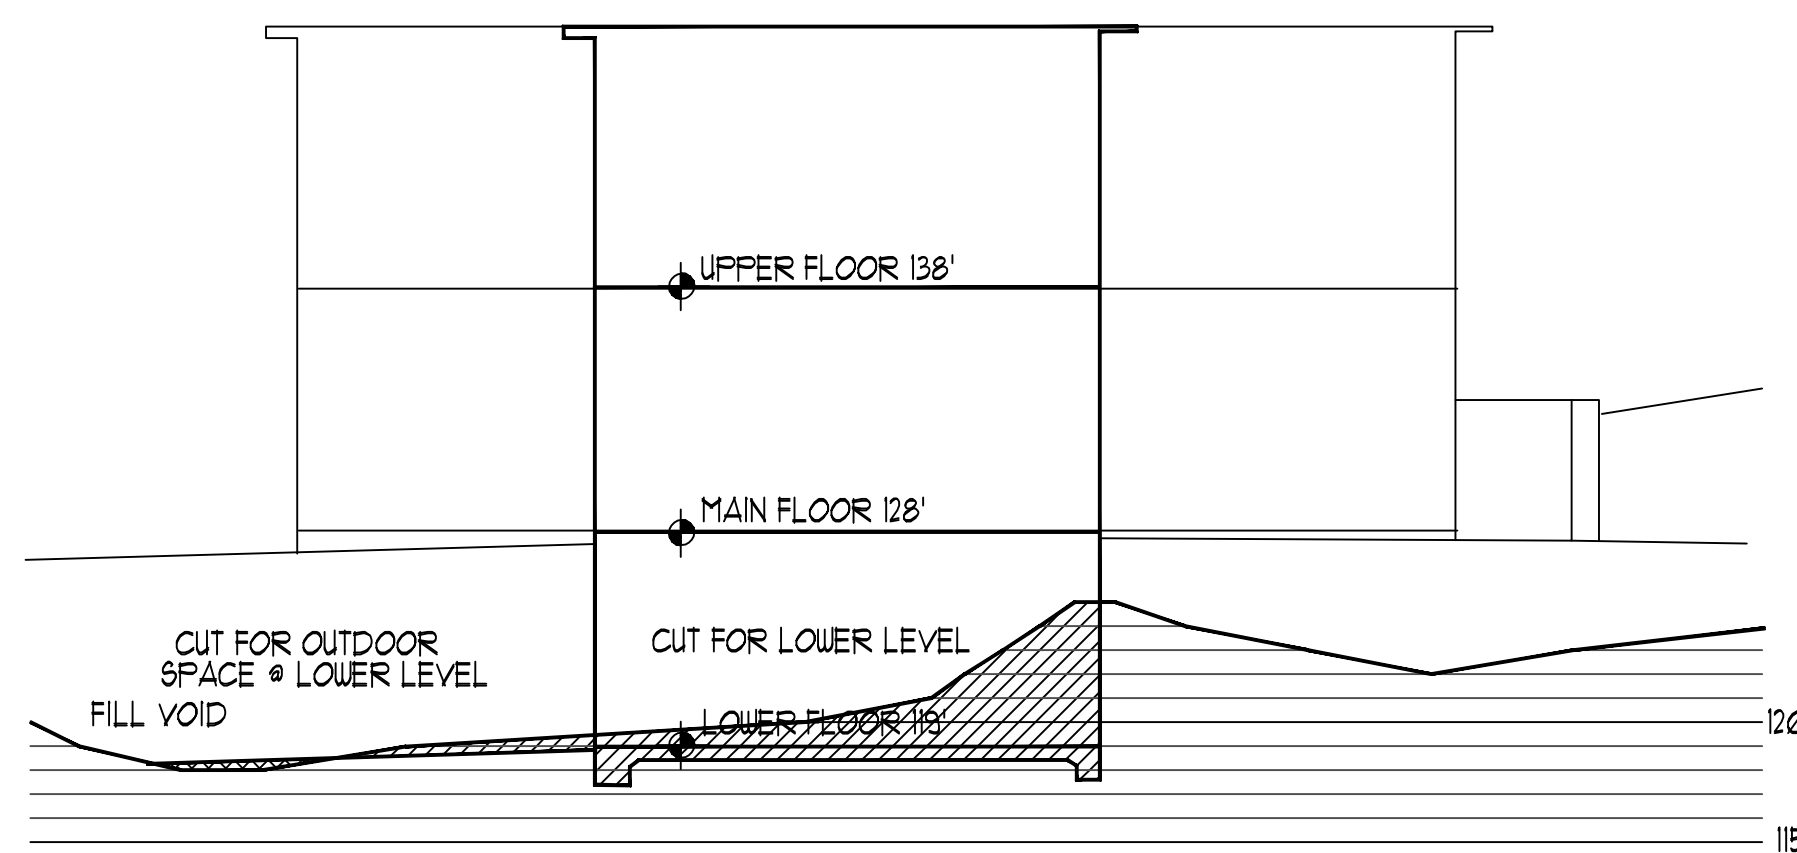 UPPER FLOOR 138'
MAIN FLOOR 128'
CUT FOR OUTDOOR
SPACE @ LOWER LEVEL
CUT FOR LOWER LEVEL
FILL VOID
LOWER FLOOR 119'
120
115